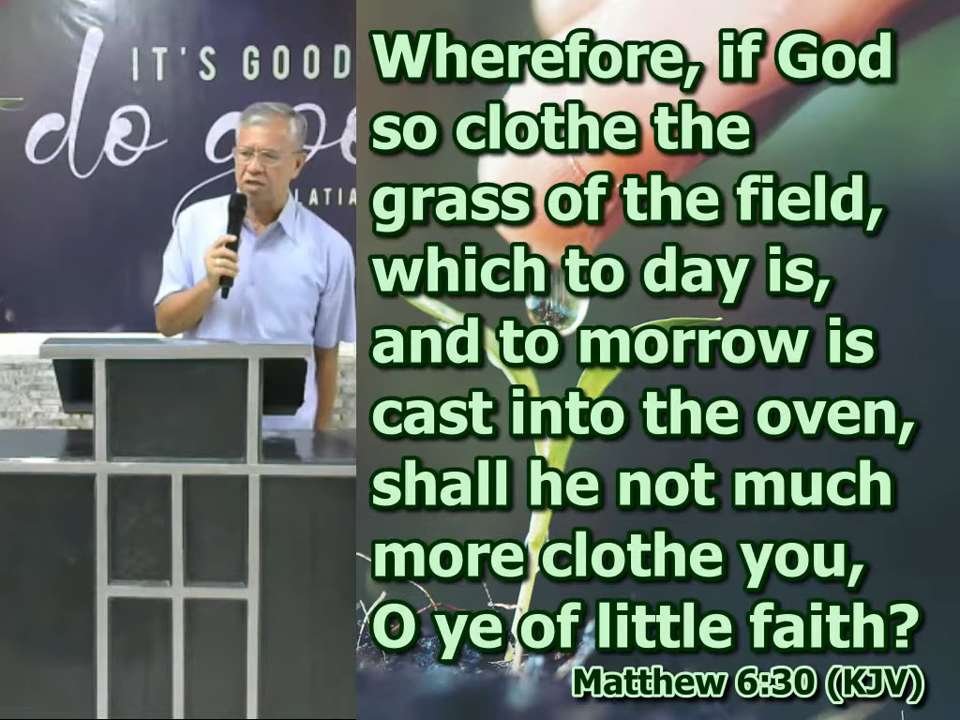 IT'S GOOD
do
LATIA
Wherefore, if God
so clothe the
grass of the field,
which to day is,
and to morrow is
cast into the oven,
shall he not much
more clothe you,
O ye of little faith?
Matthew 6:30 (KJV)